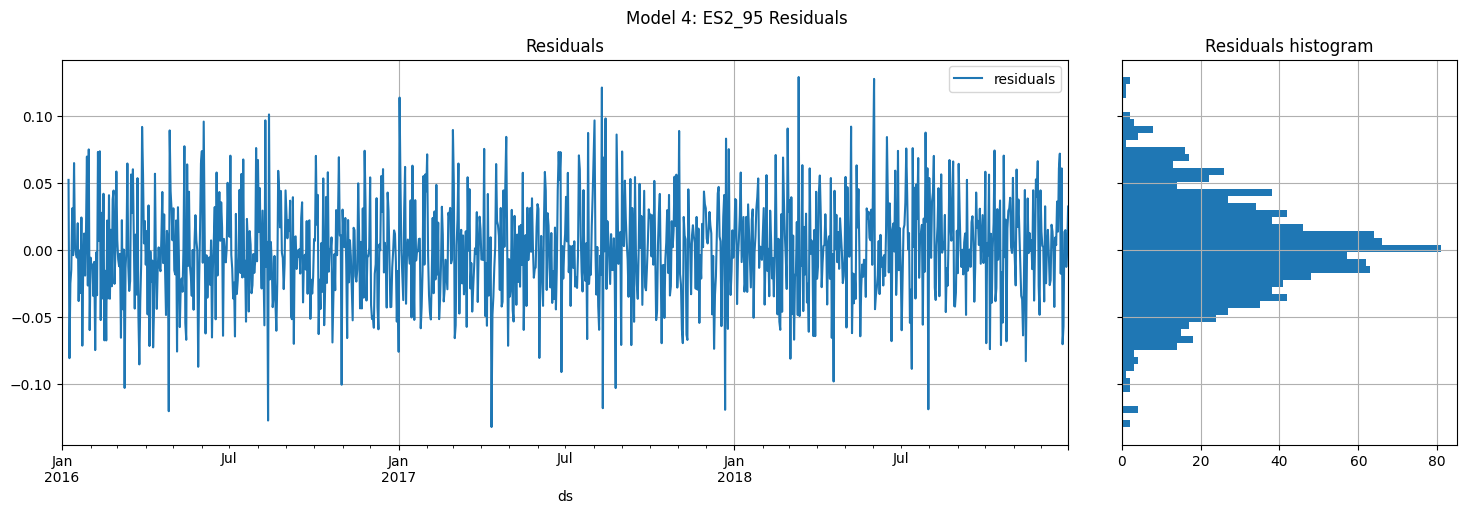 Model 4: ES2_95 Residuals
Residuals
Residuals histogram
residuals
0.10
0.05
0.00
−0.05
−0.10
Jan
2016
Jul
Jan
2017
Jul
Jan
2018
Jul
ds
0
20
40
60
80